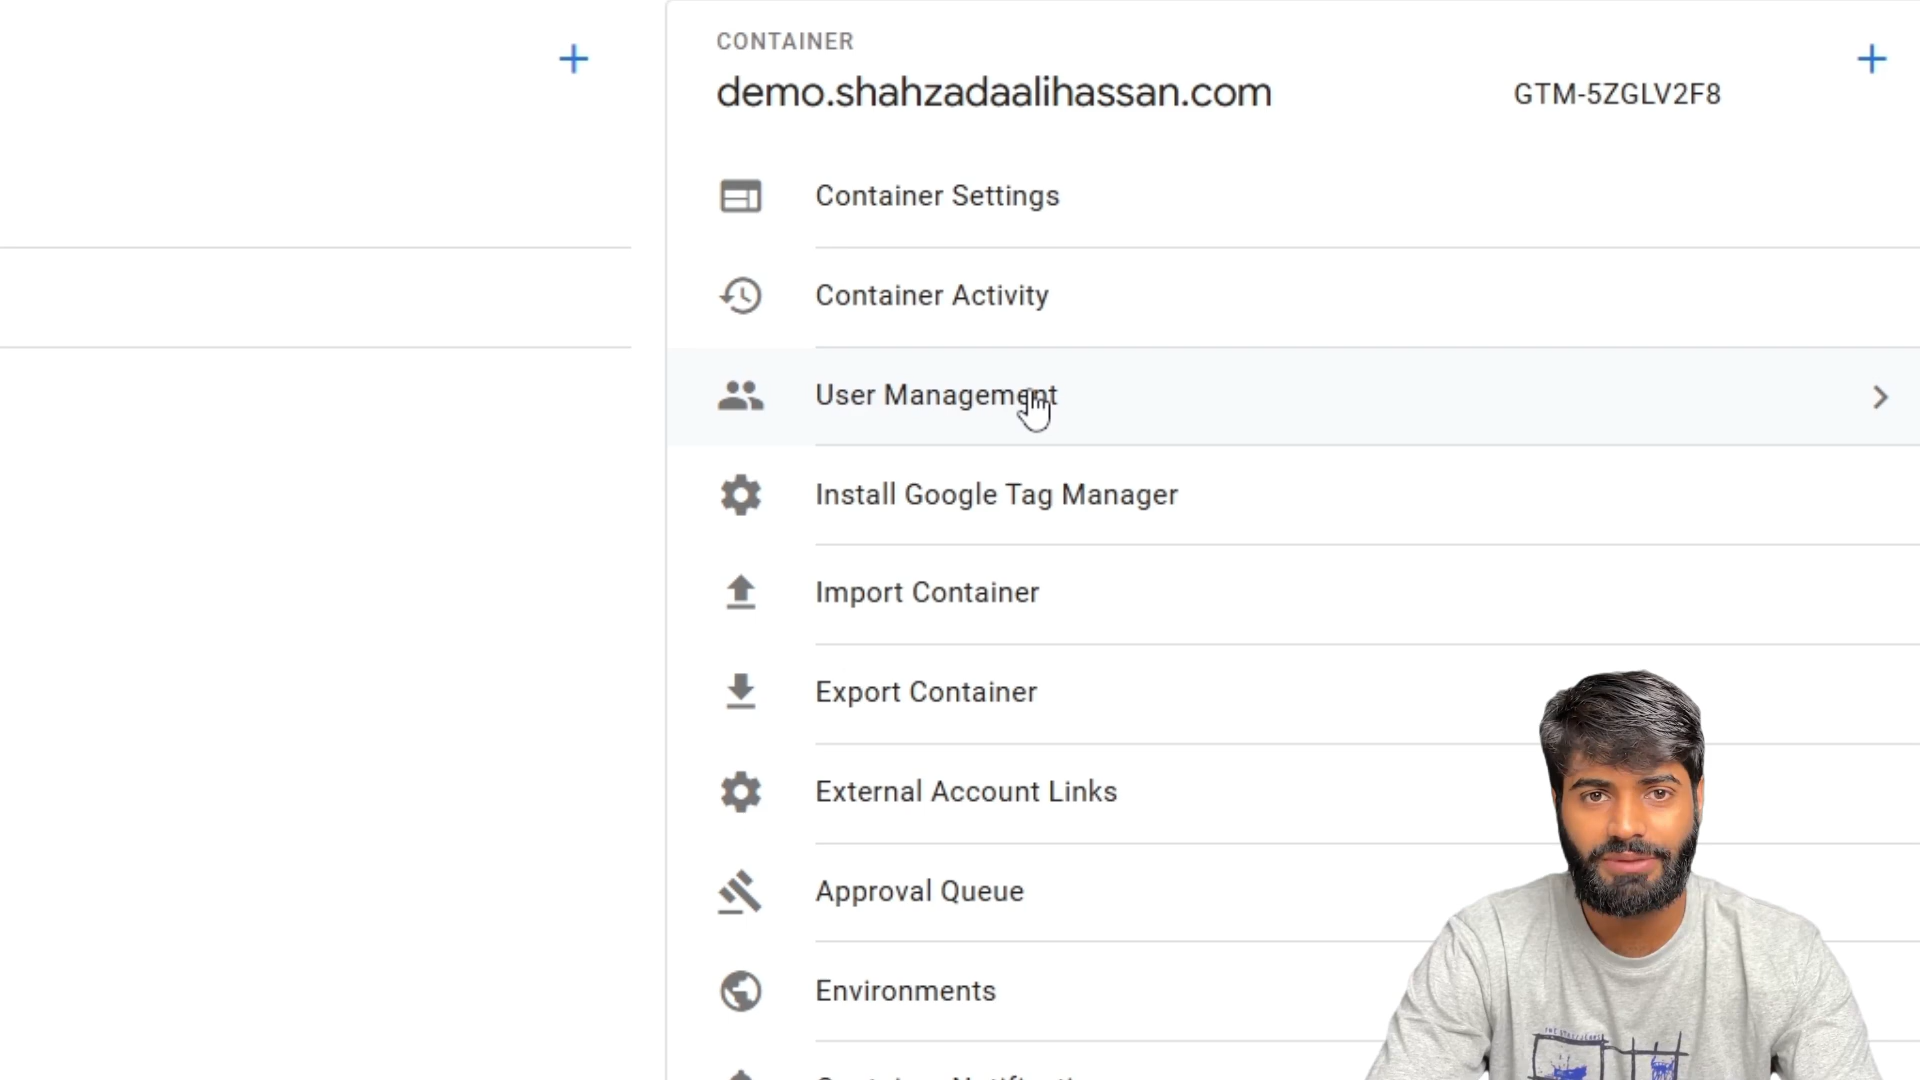 CONTAINER
demo.shahzadaalihassan.com
GTM-5ZGLV2F8
Container Settings
Container Activity
User Management
Install Google Tag Manager
Import Container
Export Container
External Account Links
Approval Queue
Environments